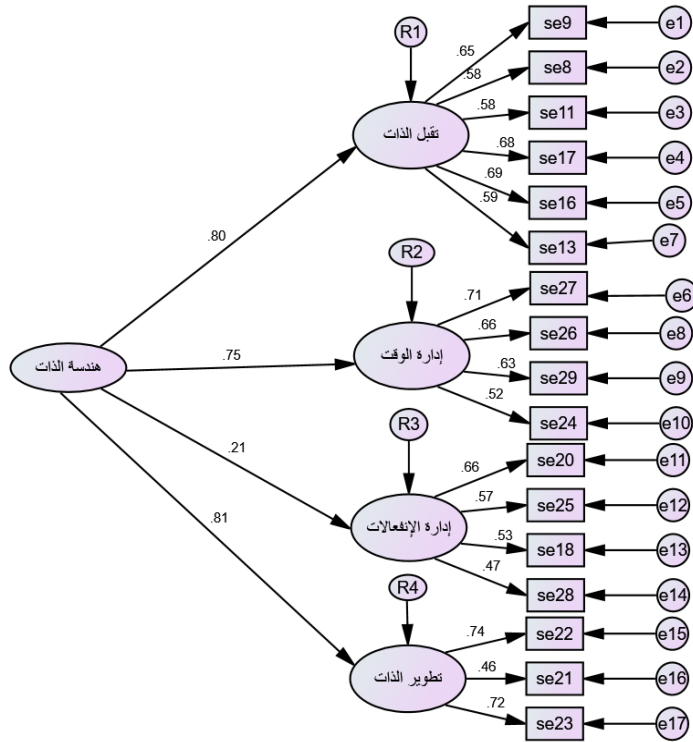 R1
se9
e1
.65
se8
e2
.58
se11
e3
.58
تقبل الذات
se17
e4
.68
se16
e5
.69
se13
e7
.59
.80
R2
se27
e6
.71
se26
e8
.66
إدارة الوقت
se29
e9
.63
se24
e10
.52
هندسة الذات
.75
R3
se20
e11
.66
.21
se25
e12
.57
إدارة الإنفعالات
se18
e13
.53
se28
e14
.47
.81
R4
se22
e15
.74
تطوير الذات
se21
e16
.46
se23
e17
.72